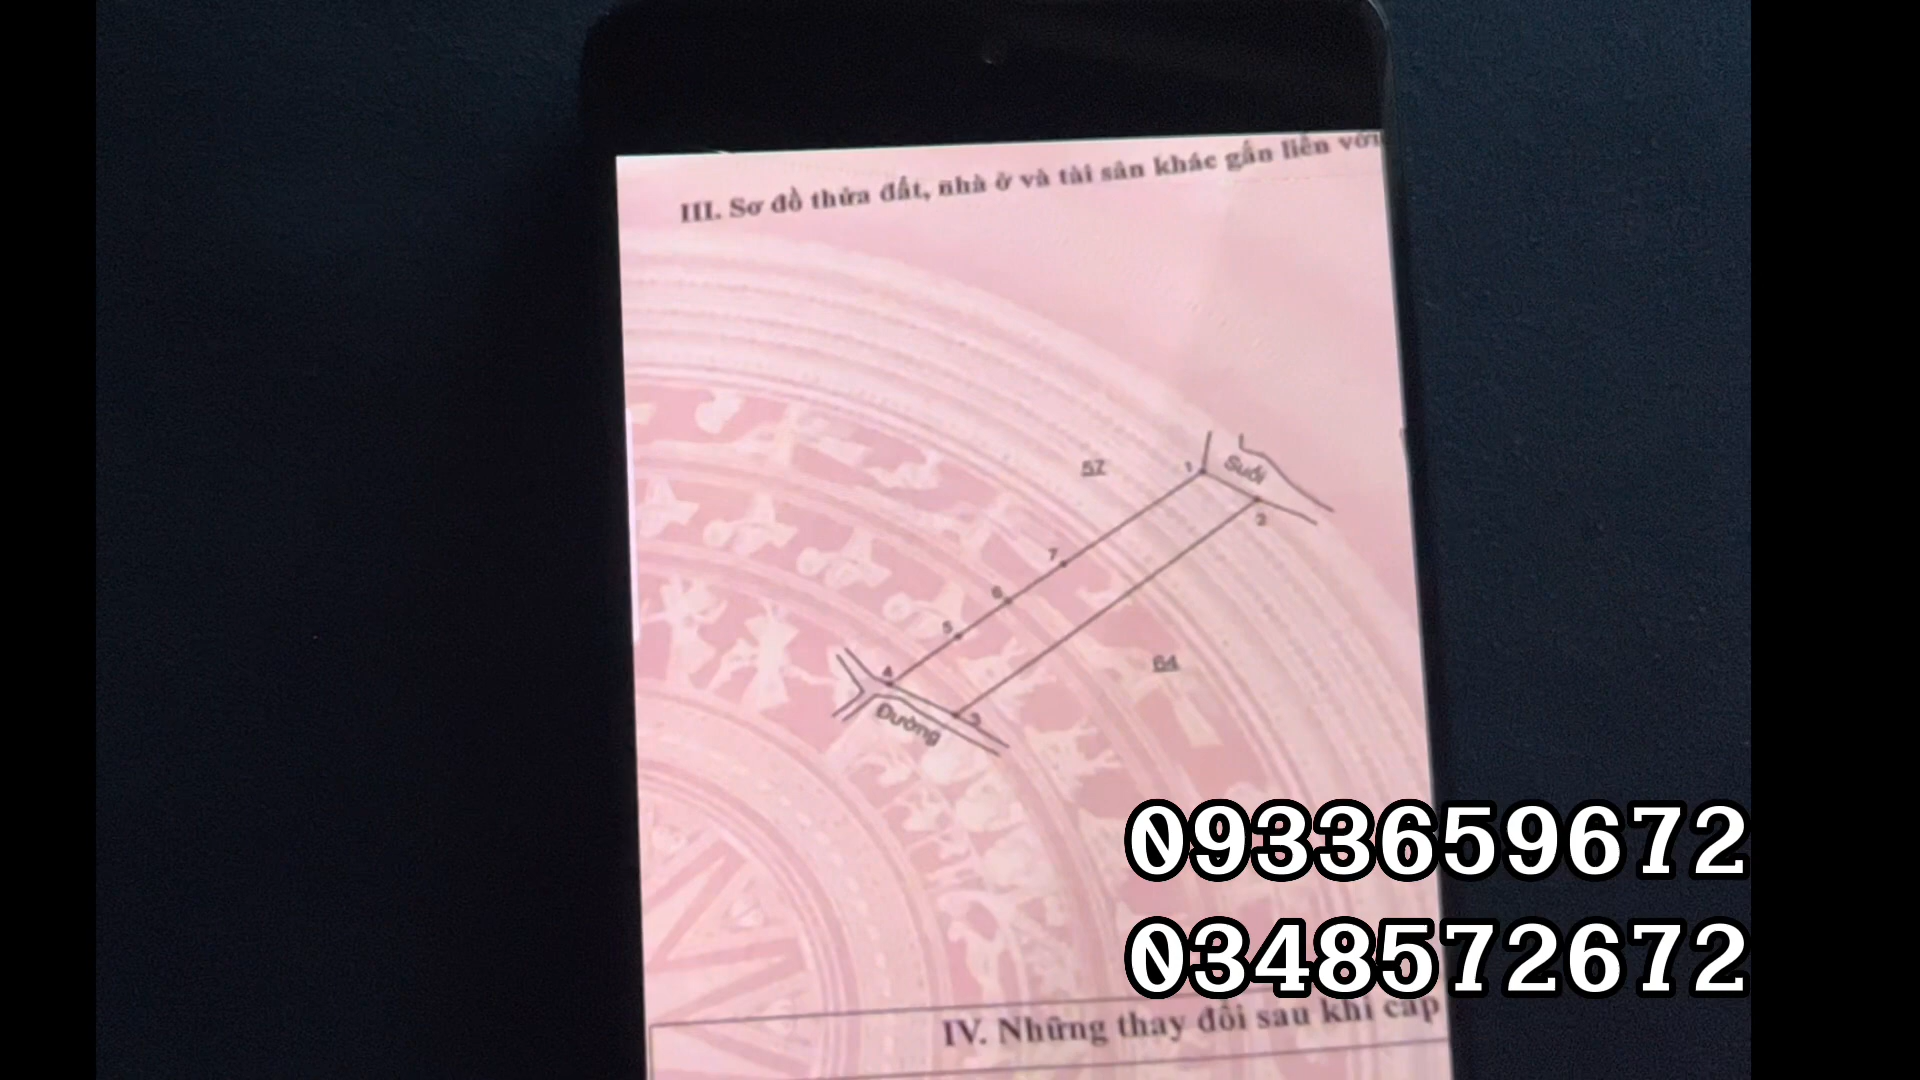 III. Sơ đồ thửa đất, nhà ở và tài sản khác gắn liền với
57
1
Suối
2
7
6
5
64
4
3
Đường
0933659672
0348572672
IV. Những thay đổi sau khi cấp